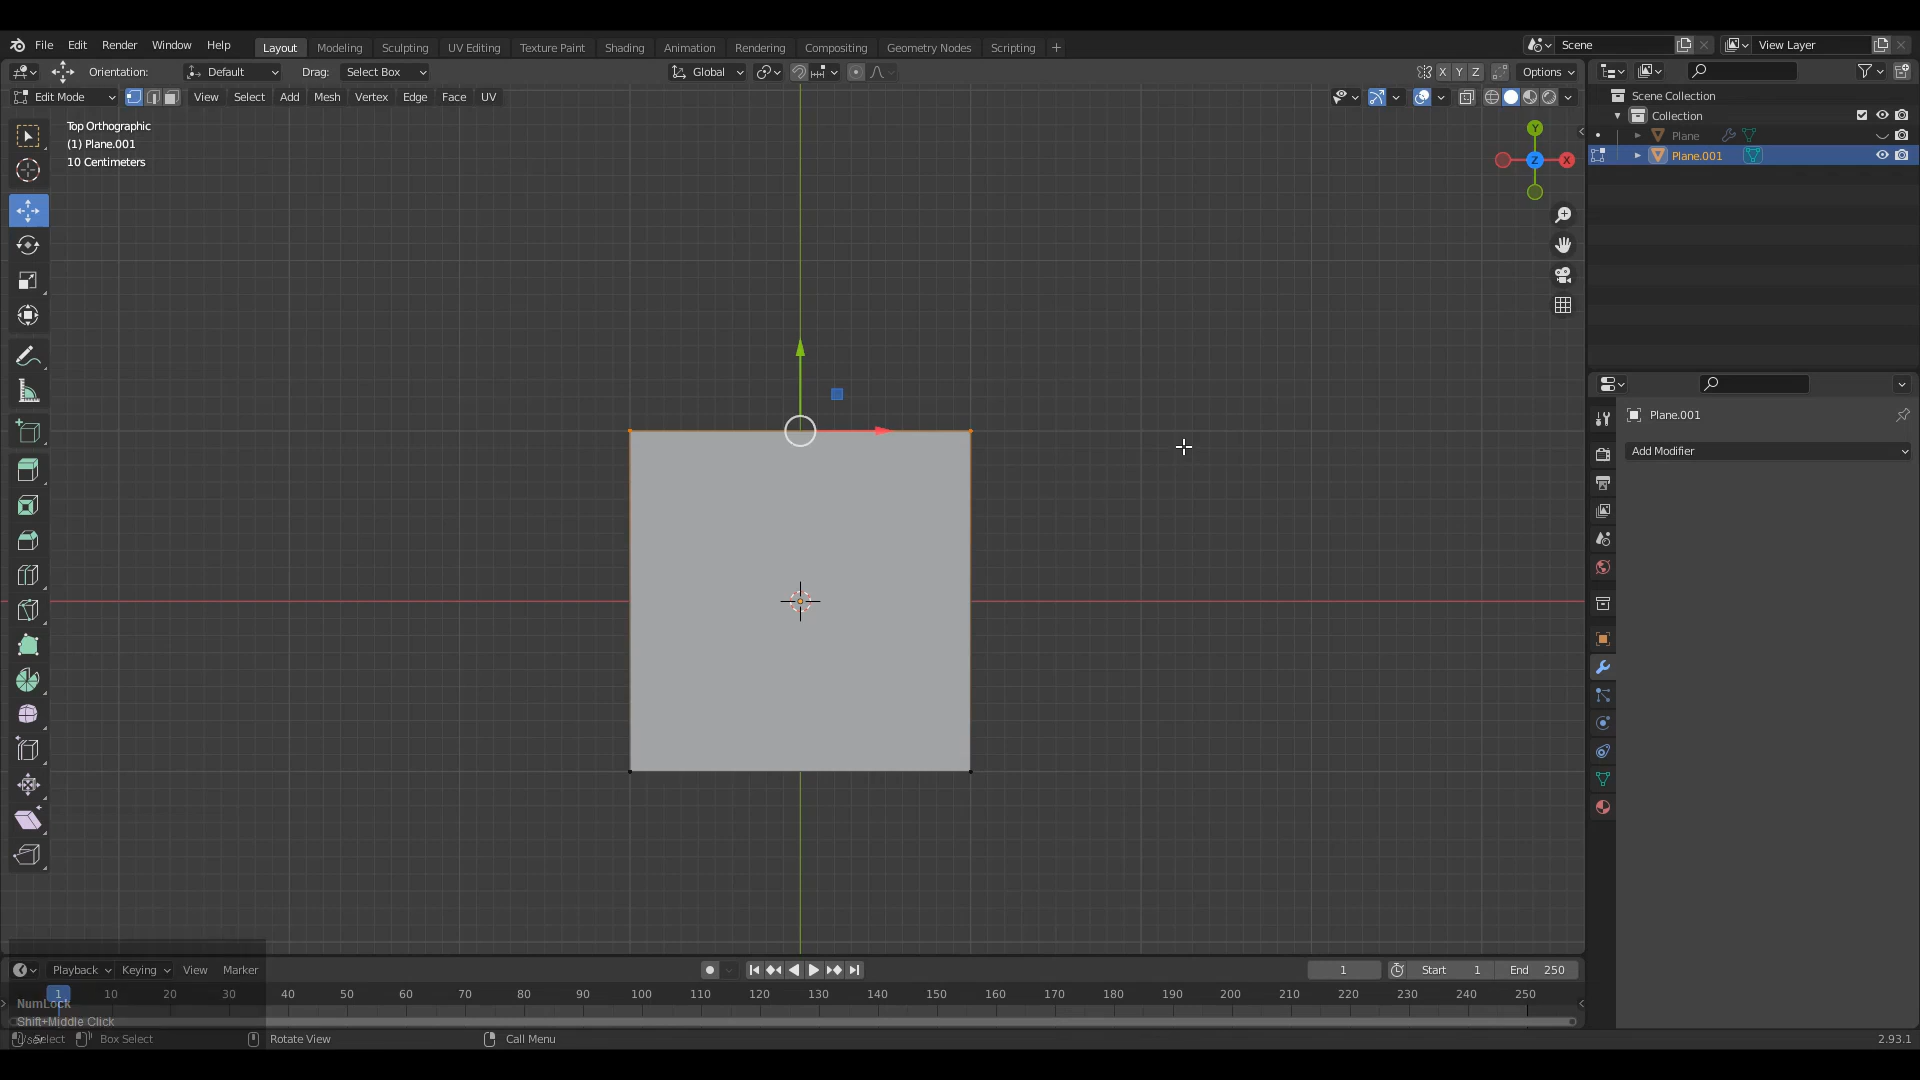 File Edit Render Window Help Layout Modeling Sculpting UV Editing Texture Paint Shading Animation Rendering Compositing Geometry Nodes Scripting + Scene View Layer
Orientation: Default Drag: Select Box Global X Y Z Options
Edit Mode View Select Add Mesh Vertex Edge Face UV
Scene Collection
Collection
Plane
Plane.001
Top Orthographic
(1) Plane.001
10 Centimeters
Y
Z X
Plane.001
Add Modifier
Playback Keying View Marker 1 Start 1 End 250
1 10 20 30 40 50 60 70 80 90 100 110 120 130 140 150 160 170 180 190 200 210 220 230 240 250
NumLock
Shift+Middle Click
Select Box Select Rotate View Call Menu 2.93.1